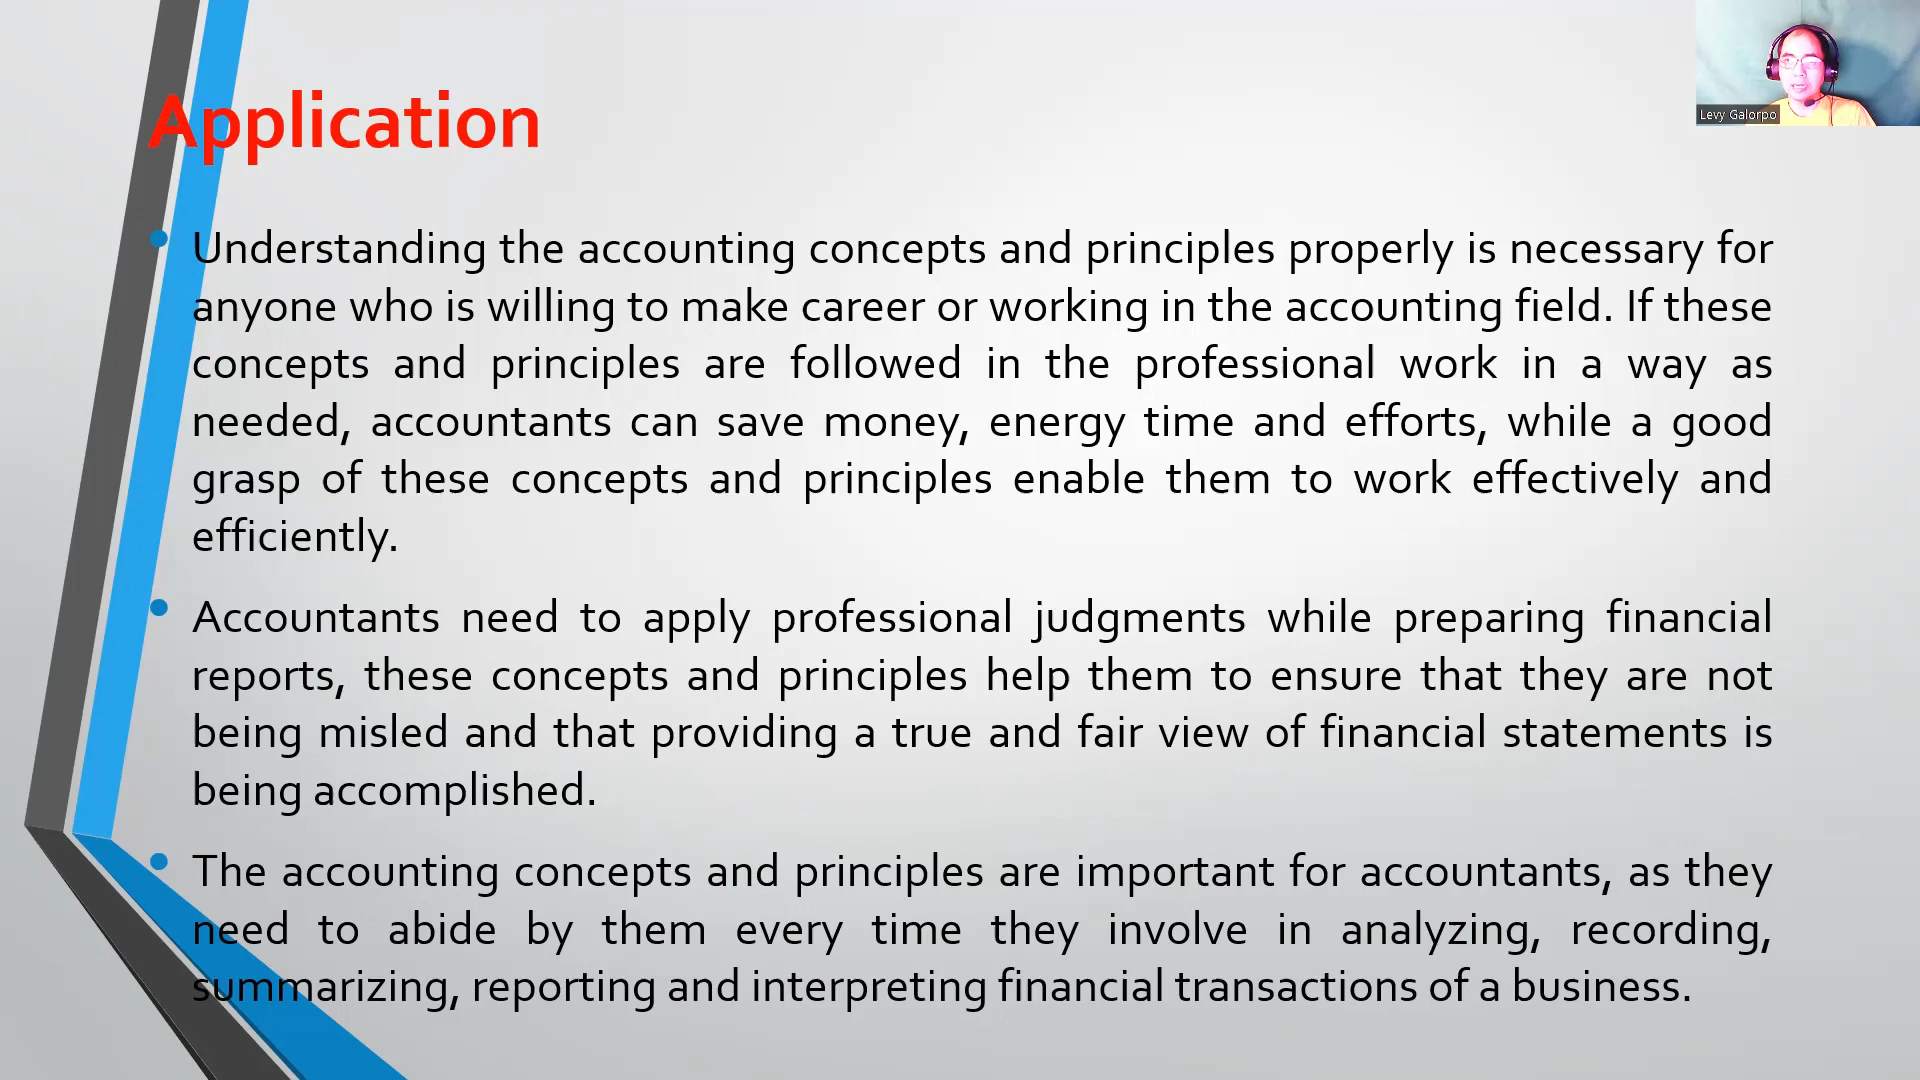 Application
Levy Galorpo
Understanding the accounting concepts and principles properly is necessary for
anyone who is willing to make career or working in the accounting field. If these
concepts and principles are followed in the professional work in a way as
needed, accountants can save money, energy time and efforts, while a good
grasp of these concepts and principles enable them to work effectively and
efficiently.
Accountants need to apply professional judgments while preparing financial
reports, these concepts and principles help them to ensure that they are not
being misled and that providing a true and fair view of financial statements is
being accomplished.
The accounting concepts and principles are important for accountants, as they
need to abide by them every time they involve in analyzing, recording,
summarizing, reporting and interpreting financial transactions of a business.